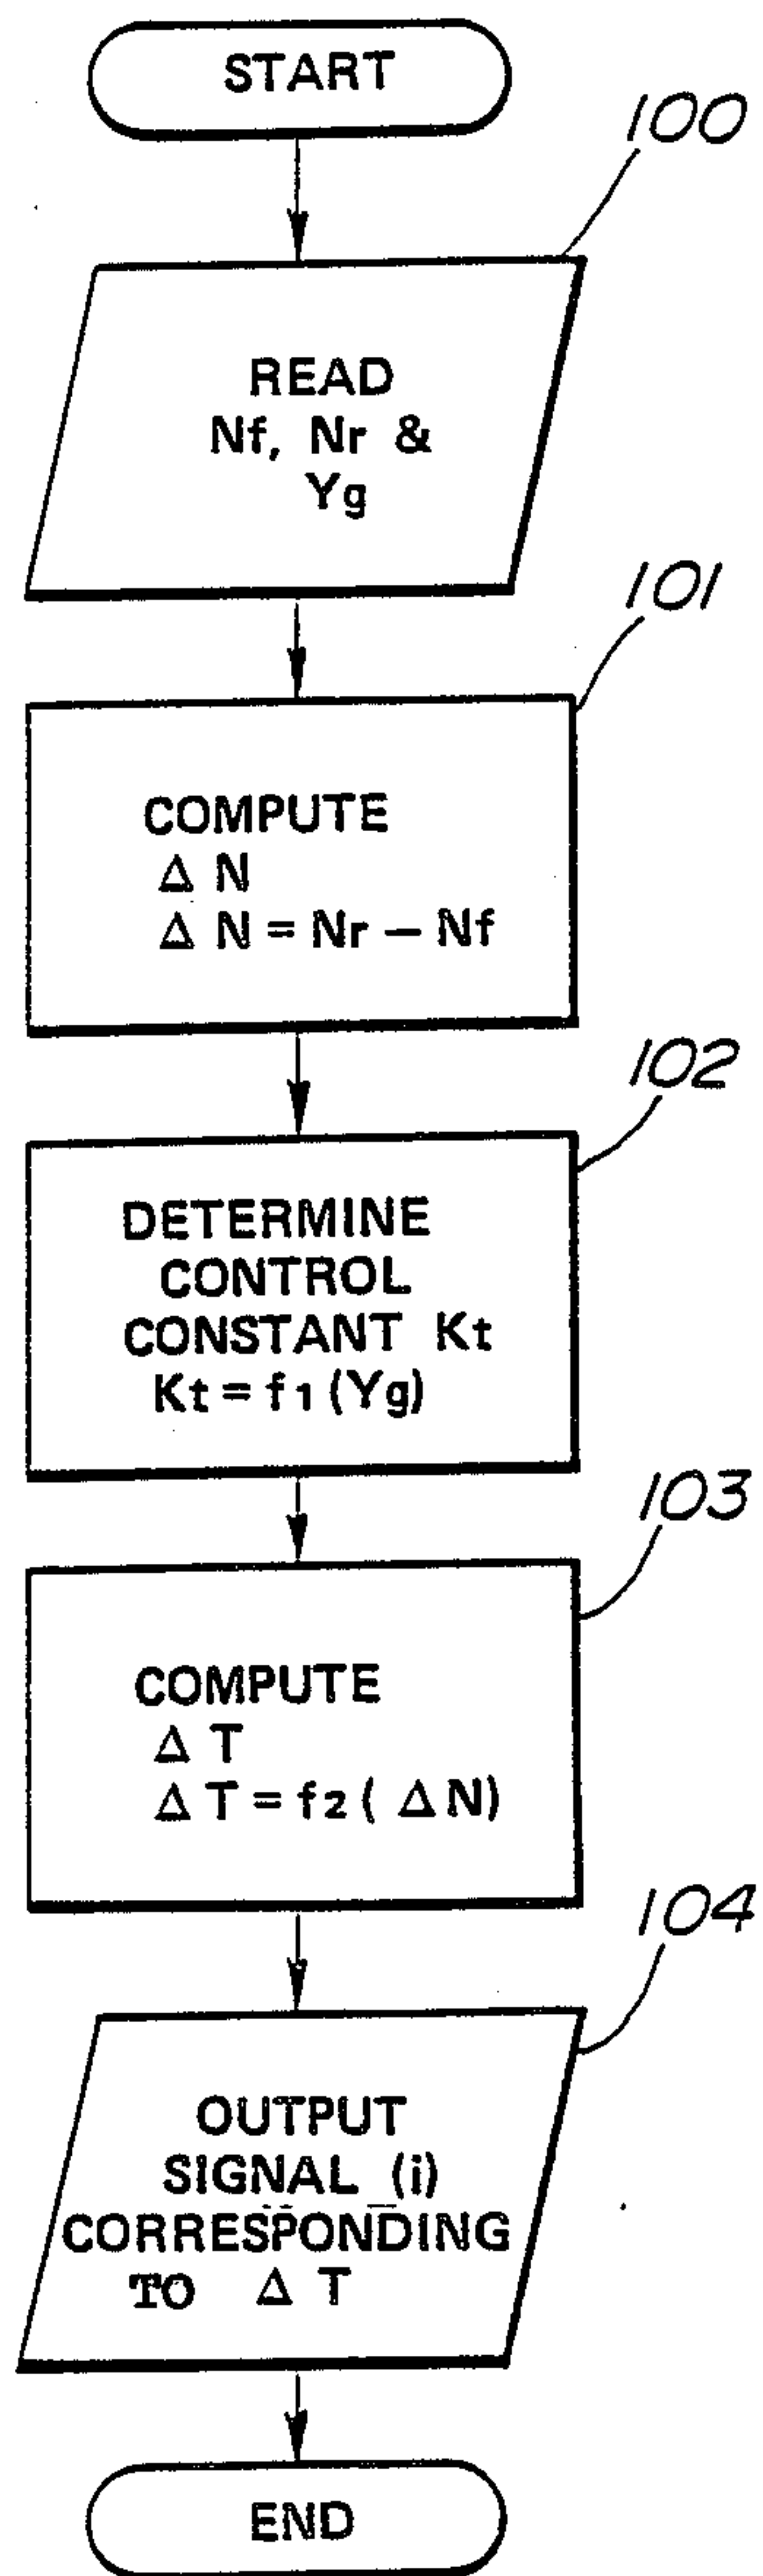 START
100
READ
Nf, Nr &
Yg
101
COMPUTE
Δ N
Δ N = Nr − Nf
102
DETERMINE
CONTROL
CONSTANT Kt
Kt = f1 (Yg)
103
COMPUTE
Δ T
Δ T = f2 ( Δ N)
104
OUTPUT
SIGNAL (i)
CORRESPONDING
TO Δ T
END